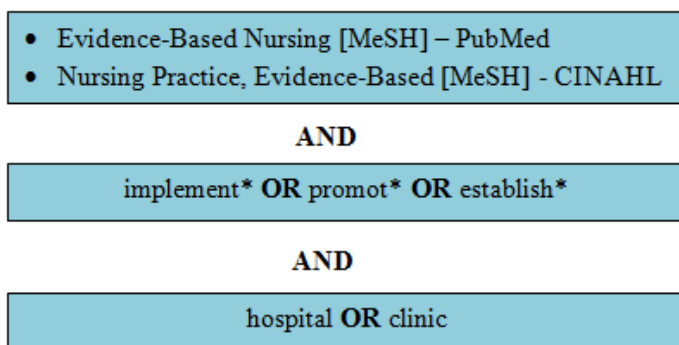 • Evidence-Based Nursing [MeSH] – PubMed
• Nursing Practice, Evidence-Based [MeSH] - CINAHL
AND
implement* OR promot* OR establish*
AND
hospital OR clinic